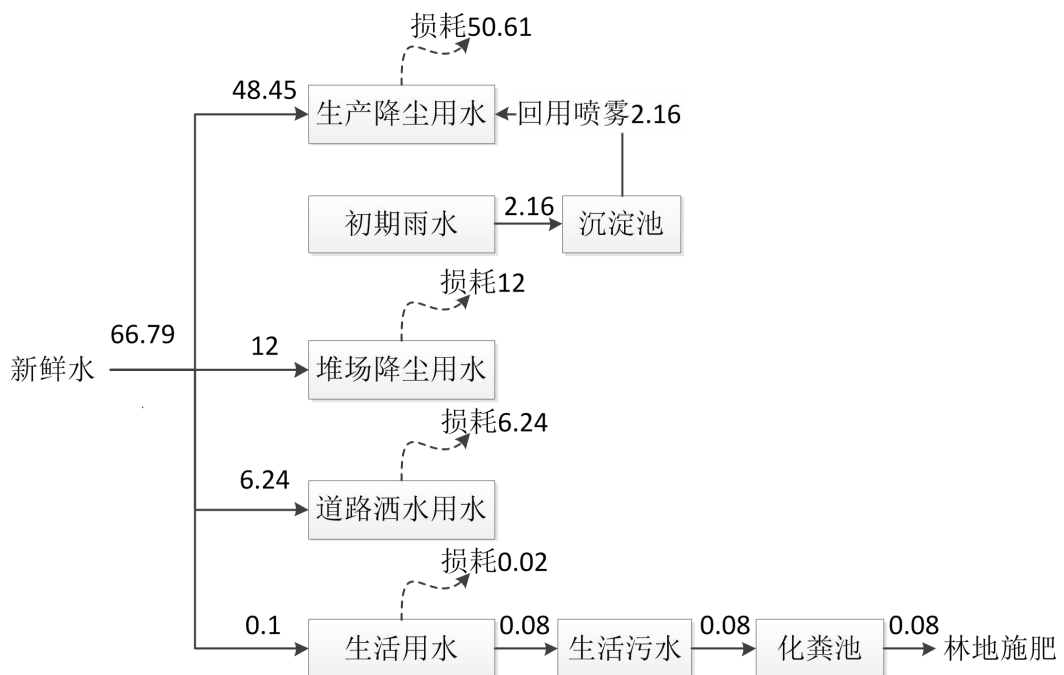 损耗50.61
48.45
生产降尘用水
回用喷雾2.16
初期雨水
2.16
沉淀池
损耗12
66.79
新鲜水
12
堆场降尘用水
损耗6.24
6.24
道路洒水用水
损耗0.02
0.1
生活用水
0.08
生活污水
0.08
化粪池
0.08
林地施肥